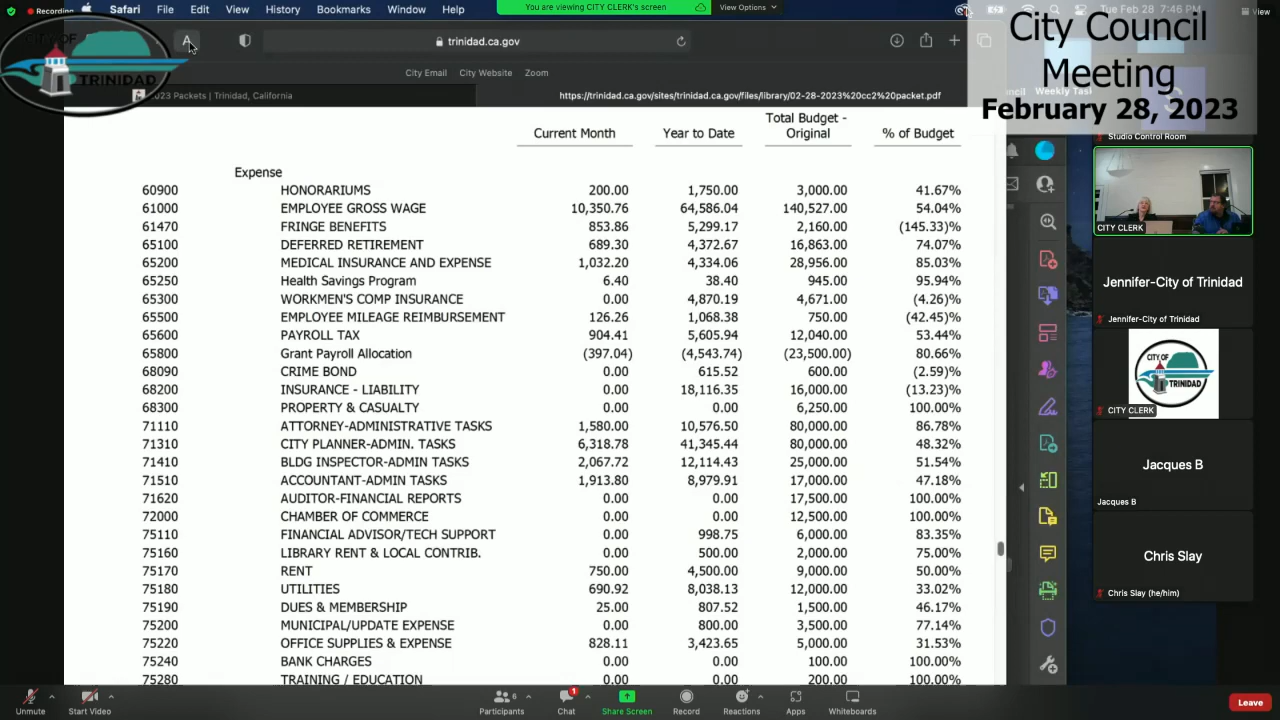 Recording
Safari File Edit View History Bookmarks Window Help
You are viewing CITY CLERK's screen
View Options
Tue Feb 28 7:46 PM
View
CITY OF
TRINIDAD
City Council
Meeting
February 28, 2023
A
trinidad.ca.gov
City Email City Website Zoom
2023 Packets | Trinidad, California
https://trinidad.ca.gov/sites/trinidad.ca.gov/files/library/02-28-2023%20cc2%20packet.pdf
Weekly Tas
Studio Control Room
Current Month Year to Date Total Budget - Original % of Budget
Expense
60900 HONORARIUMS 200.00 1,750.00 3,000.00 41.67%
61000 EMPLOYEE GROSS WAGE 10,350.76 64,586.04 140,527.00 54.04%
61470 FRINGE BENEFITS 853.86 5,299.17 2,160.00 (145.33)%
65100 DEFERRED RETIREMENT 689.30 4,372.67 16,863.00 74.07%
65200 MEDICAL INSURANCE AND EXPENSE 1,032.20 4,334.06 28,956.00 85.03%
65250 Health Savings Program 6.40 38.40 945.00 95.94%
65300 WORKMEN'S COMP INSURANCE 0.00 4,870.19 4,671.00 (4.26)%
65500 EMPLOYEE MILEAGE REIMBURSEMENT 126.26 1,068.38 750.00 (42.45)%
65600 PAYROLL TAX 904.41 5,605.94 12,040.00 53.44%
65800 Grant Payroll Allocation (397.04) (4,543.74) (23,500.00) 80.66%
68090 CRIME BOND 0.00 615.52 600.00 (2.59)%
68200 INSURANCE - LIABILITY 0.00 18,116.35 16,000.00 (13.23)%
68300 PROPERTY & CASUALTY 0.00 0.00 6,250.00 100.00%
71110 ATTORNEY-ADMINISTRATIVE TASKS 1,580.00 10,576.50 80,000.00 86.78%
71310 CITY PLANNER-ADMIN. TASKS 6,318.78 41,345.44 80,000.00 48.32%
71410 BLDG INSPECTOR-ADMIN TASKS 2,067.72 12,114.43 25,000.00 51.54%
71510 ACCOUNTANT-ADMIN TASKS 1,913.80 8,979.91 17,000.00 47.18%
71620 AUDITOR-FINANCIAL REPORTS 0.00 0.00 17,500.00 100.00%
72000 CHAMBER OF COMMERCE 0.00 0.00 12,500.00 100.00%
75110 FINANCIAL ADVISOR/TECH SUPPORT 0.00 998.75 6,000.00 83.35%
75160 LIBRARY RENT & LOCAL CONTRIB. 0.00 500.00 2,000.00 75.00%
75170 RENT 750.00 4,500.00 9,000.00 50.00%
75180 UTILITIES 690.92 8,038.13 12,000.00 33.02%
75190 DUES & MEMBERSHIP 25.00 807.52 1,500.00 46.17%
75200 MUNICIPAL/UPDATE EXPENSE 0.00 800.00 3,500.00 77.14%
75220 OFFICE SUPPLIES & EXPENSE 828.11 3,423.65 5,000.00 31.53%
75240 BANK CHARGES 0.00 0.00 100.00 100.00%
75280 TRAINING / EDUCATION 0.00 0.00 200.00 100.00%
CITY CLERK
Jennifer-City of Trinidad
Jennifer-City of Trinidad
CITY OF
TRINIDAD
CITY CLERK
Jacques B
Jacques B
Chris Slay
Chris Slay (he/him)
Unmute
Start Video
Participants 6
Chat 1
Share Screen
Record
Reactions
Apps
Whiteboards
Leave